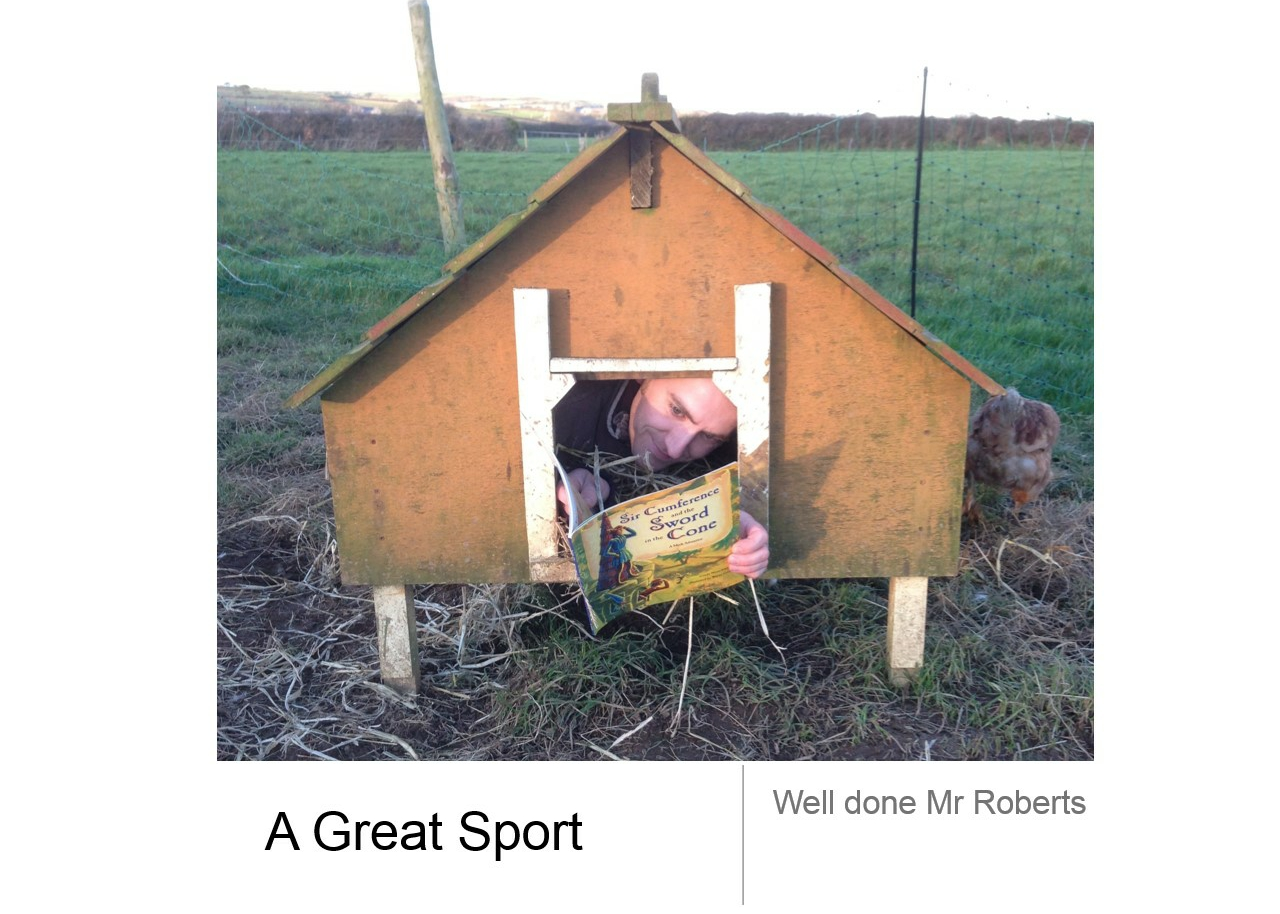 Sir Cumference
and the
Sword
in the Cone
A Great Sport
Well done Mr Roberts